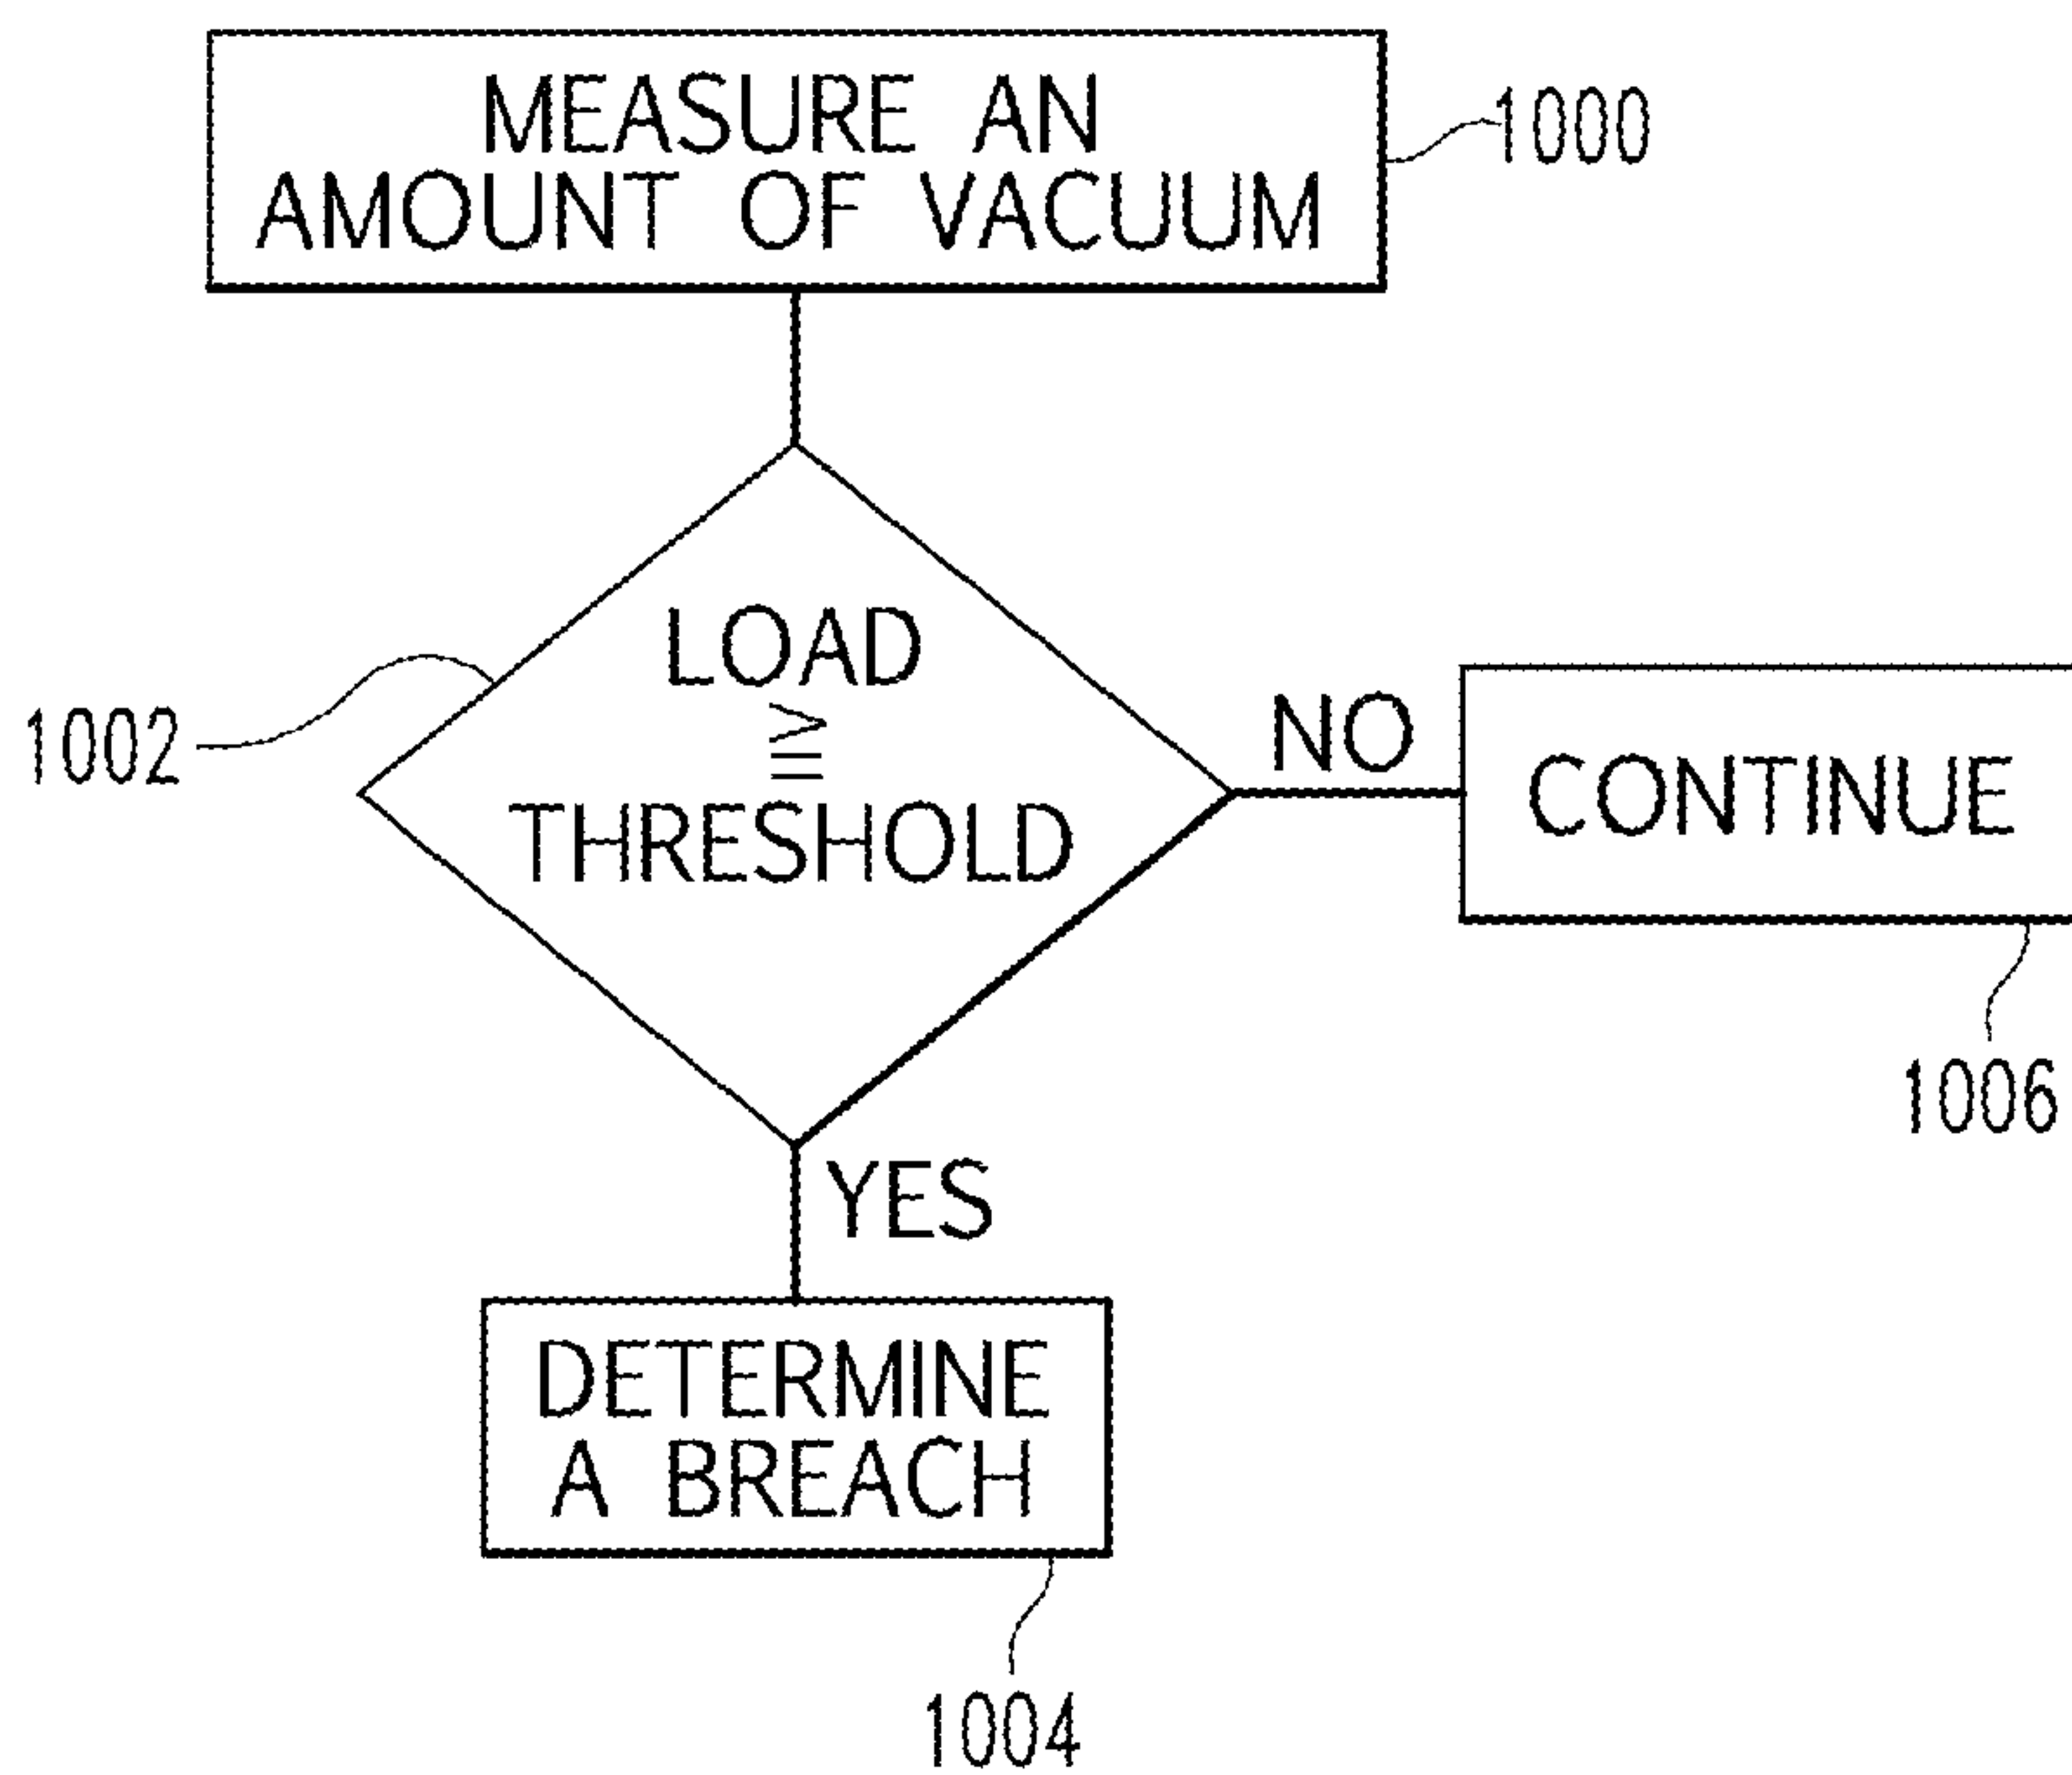 MEASURE AN
AMOUNT OF VACUUM
1000
LOAD
≧
THRESHOLD
1002
NO
CONTINUE
1006
YES
DETERMINE
A BREACH
1004